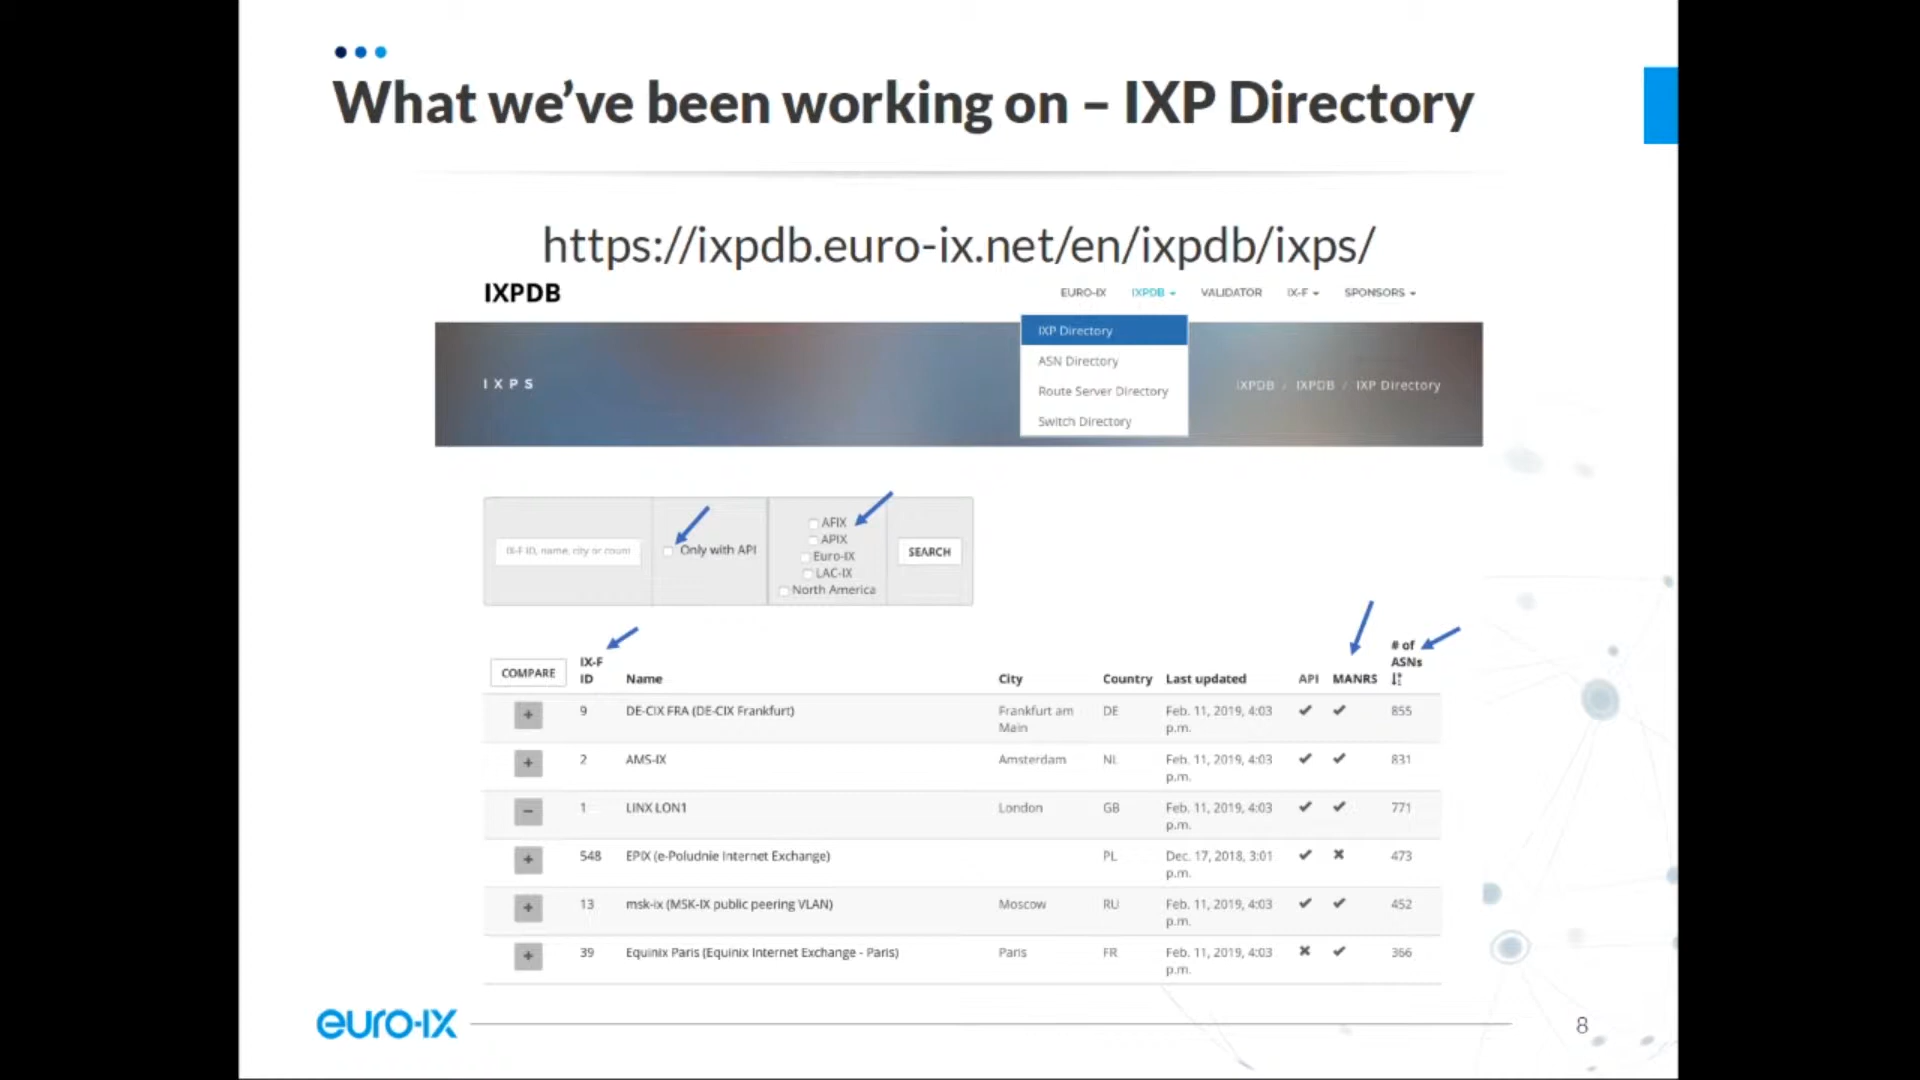 What we've been working on – IXP Directory
https://ixpdb.euro-ix.net/en/ixpdb/ixps/
IXPDB
EURO-IX IXPDB VALIDATOR IX-F SPONSORS
IXP Directory
ASN Directory
Route Server Directory
Switch Directory
IXPS
IXPDB / IXPDB / IXP Directory
IX-F ID, name, city or count
Only with API
AFIX
APIX
Euro-IX
LAC-IX
North America
SEARCH
COMPARE IX-F ID Name City Country Last updated API MANRS # of ASNs
+ 9 DE-CIX FRA (DE-CIX Frankfurt) Frankfurt am Main DE Feb. 11, 2019, 4:03 p.m. ✔ ✔ 855
+ 2 AMS-IX Amsterdam NL Feb. 11, 2019, 4:03 p.m. ✔ ✔ 831
− 1 LINX LON1 London GB Feb. 11, 2019, 4:03 p.m. ✔ ✔ 771
+ 548 EPIX (e-Poludnie Internet Exchange) PL Dec. 17, 2018, 3:01 p.m. ✔ ✖ 473
+ 13 msk-ix (MSK-IX public peering VLAN) Moscow RU Feb. 11, 2019, 4:03 p.m. ✔ ✔ 452
+ 39 Equinix Paris (Equinix Internet Exchange - Paris) Paris FR Feb. 11, 2019, 4:03 p.m. ✖ ✔ 366
euro-IX
8